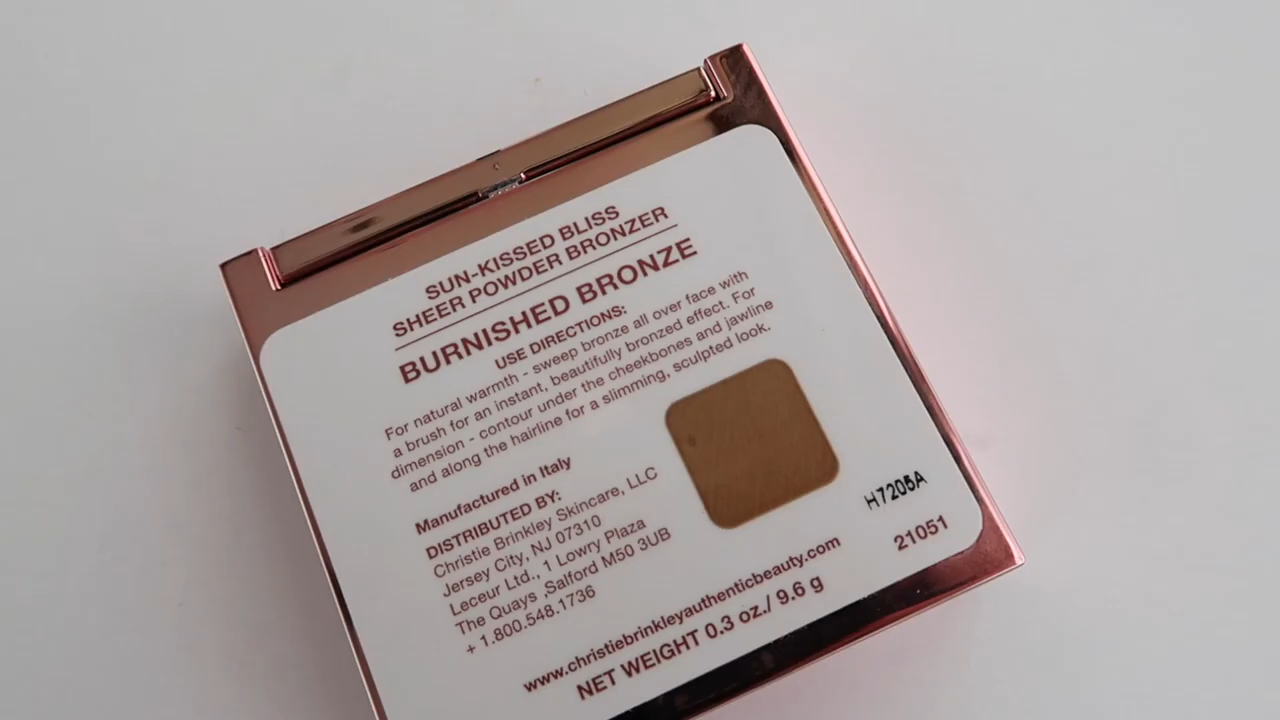 SUN-KISSED BLISS
SHEER POWDER BRONZER
BURNISHED BRONZE
USE DIRECTIONS:
For natural warmth - sweep bronze all over face with
a brush for an instant, beautifully bronzed effect. For
dimension - contour under the cheekbones and jawline
and along the hairline for a slimming, sculpted look.
Manufactured in Italy
DISTRIBUTED BY:
Christie Brinkley Skincare, LLC
Jersey City, NJ 07310
Leceur Ltd., 1 Lowry Plaza
The Quays ,Salford M50 3UB
+ 1.800.548.1736
H7205A
21051
www.christiebrinkleyauthenticbeauty.com
NET WEIGHT 0.3 oz./ 9.6 g